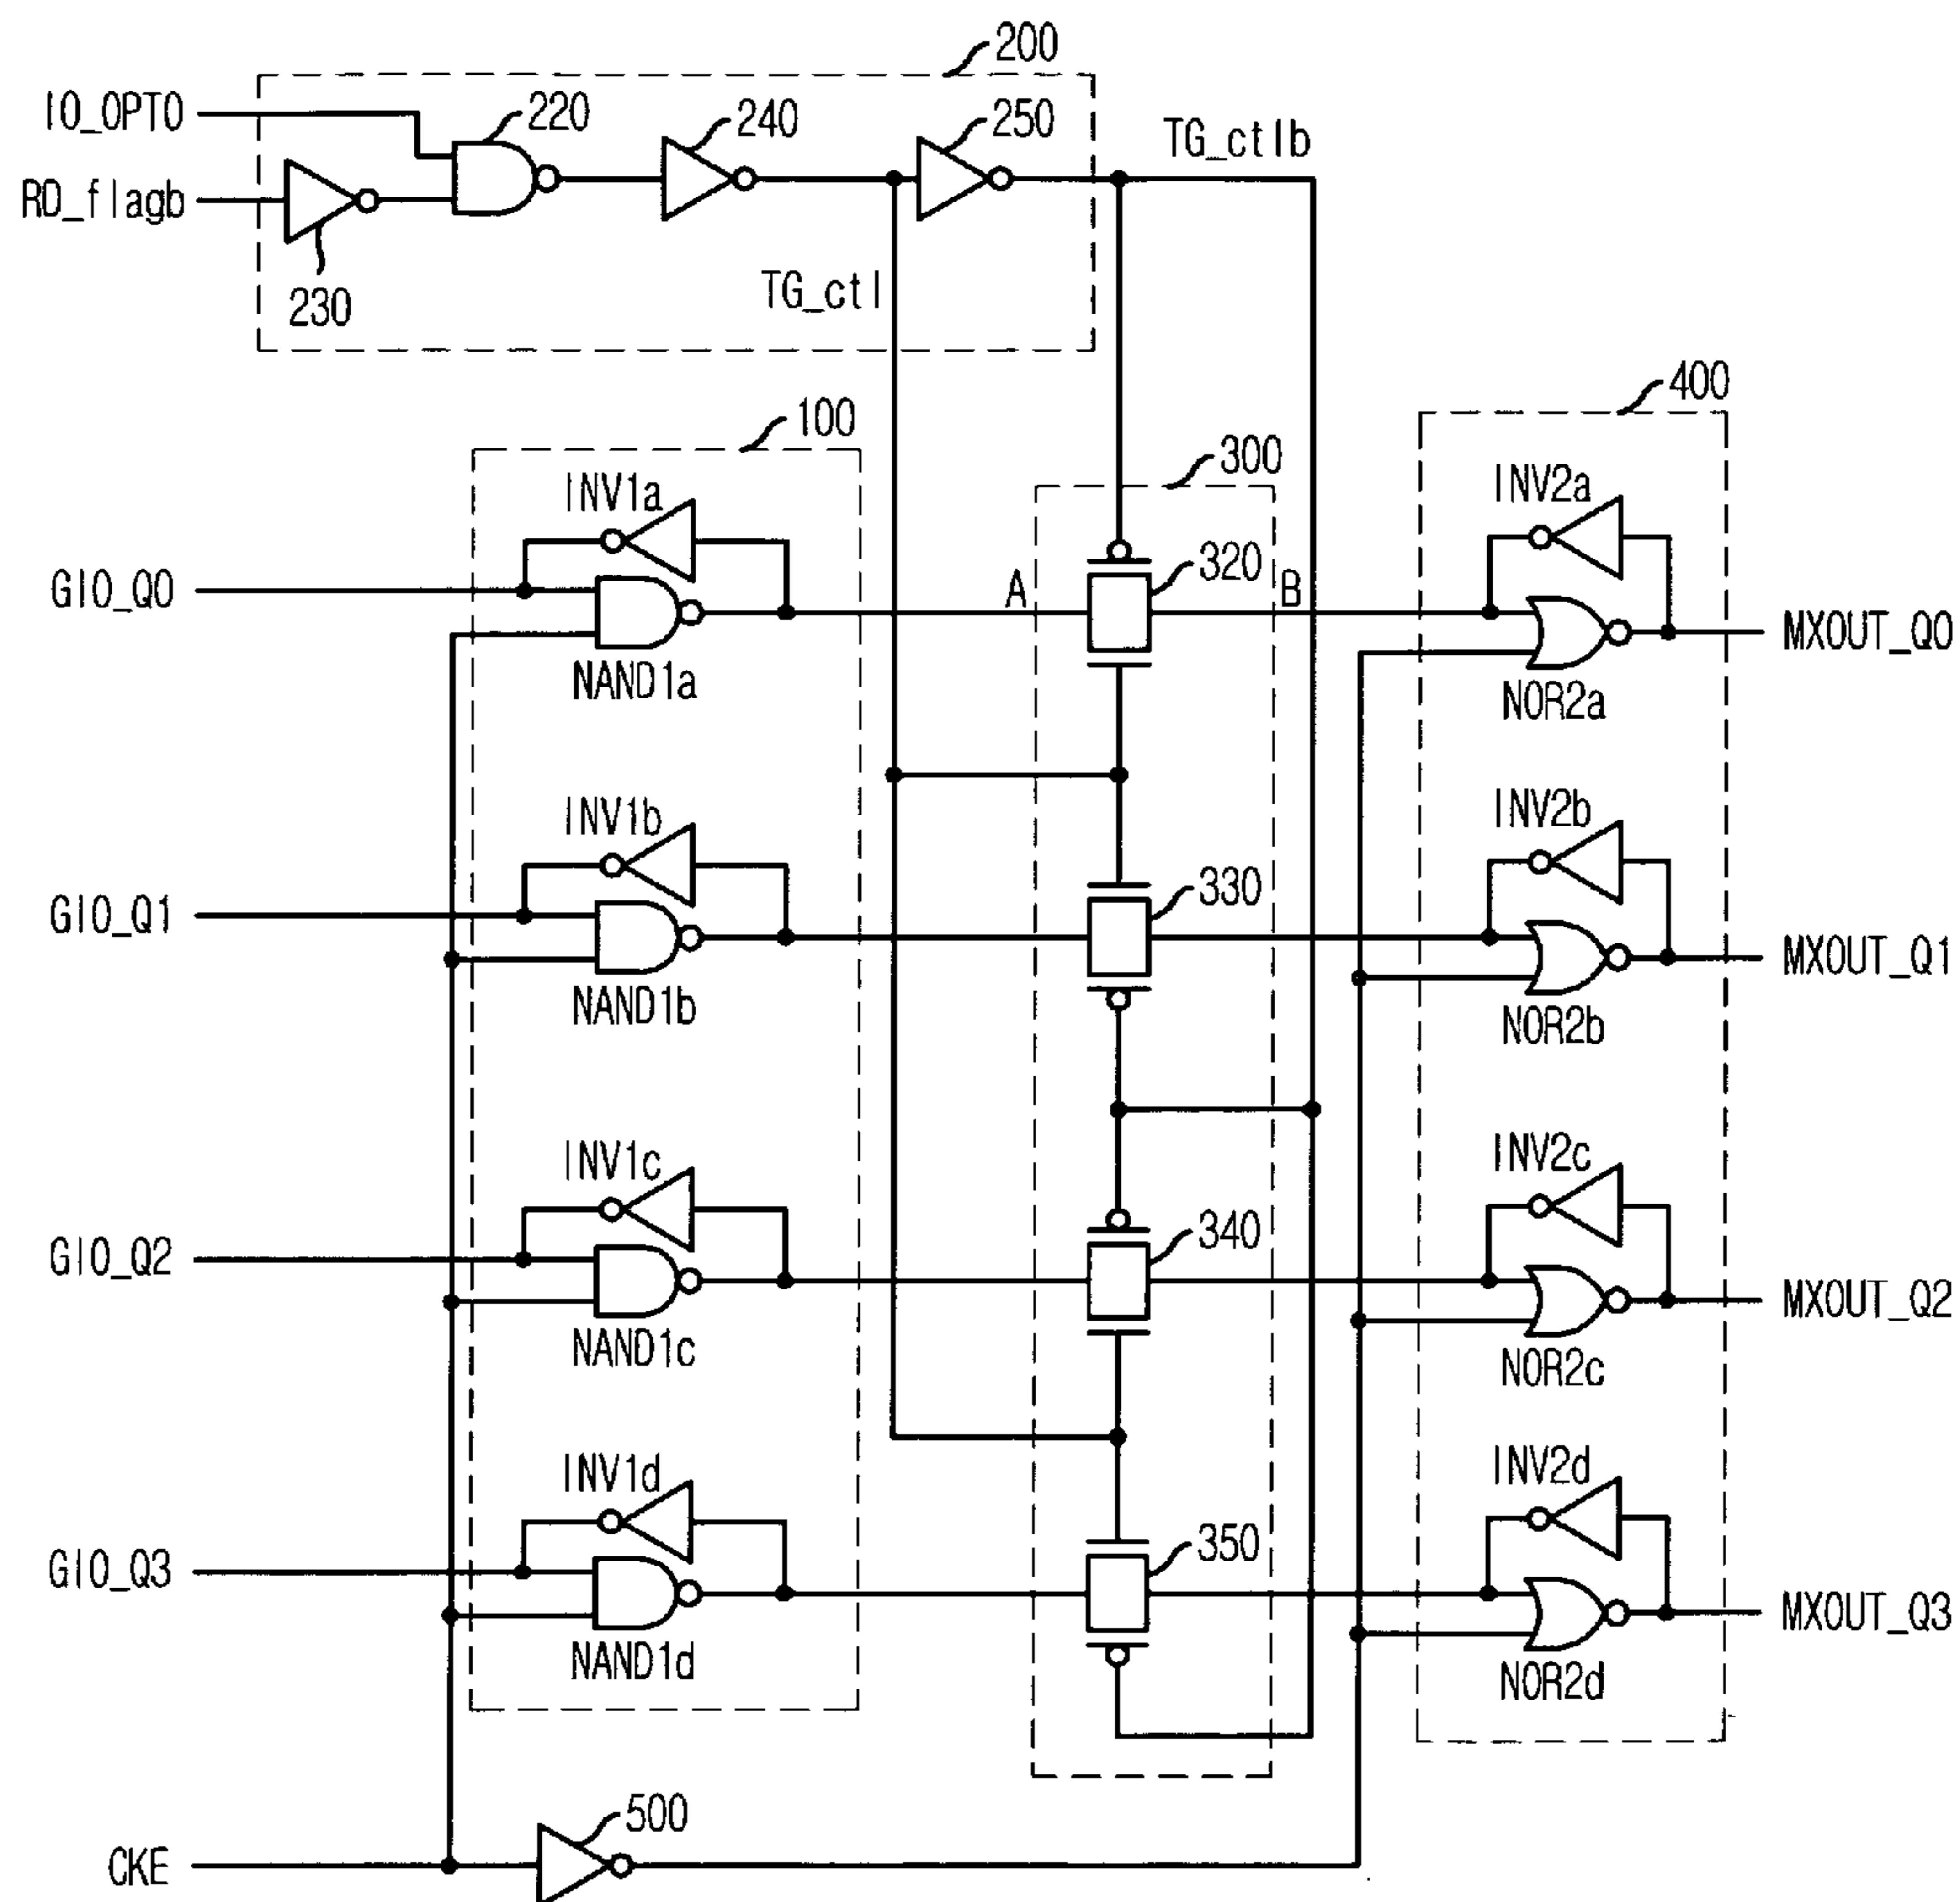 200
IO_OPT0
220
240
250
TG_ctlb
RD_flagb
230
TG_ctl
100
400
300
INV1a
INV2a
320
GIO_Q0
A
B
MXOUT_Q0
NAND1a
NOR2a
INV1b
INV2b
330
GIO_Q1
MXOUT_Q1
NAND1b
NOR2b
INV1c
INV2c
340
GIO_Q2
MXOUT_Q2
NAND1c
NOR2c
INV1d
INV2d
350
GIO_Q3
MXOUT_Q3
NAND1d
NOR2d
500
CKE